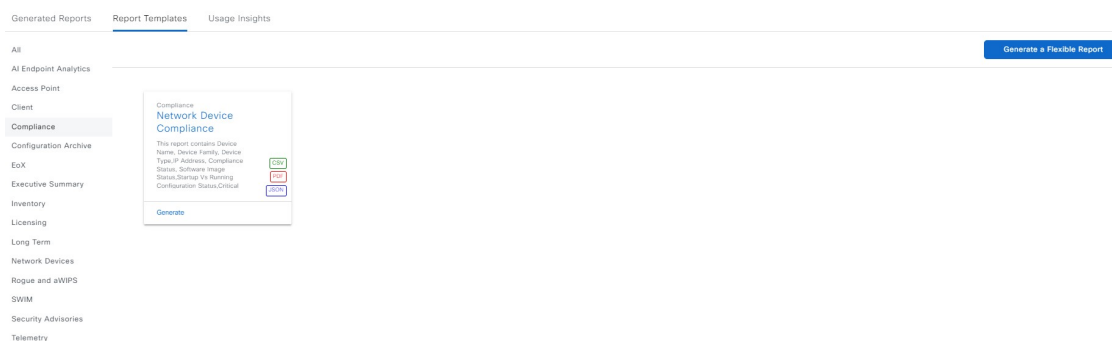 Generated Reports
Report Templates
Usage Insights
Generate a Flexible Report
All
AI Endpoint Analytics
Access Point
Client
Compliance
Configuration Archive
EoX
Executive Summary
Inventory
Licensing
Long Term
Network Devices
Rogue and aWIPS
SWIM
Security Advisories
Telemetry
Compliance
Network Device
Compliance
This report contains Device
Name, Device Family, Device
Type,IP Address, Compliance
Status, Software Image
Status,Startup Vs Running
Configuration Status,Critical
CSV
PDF
JSON
Generate